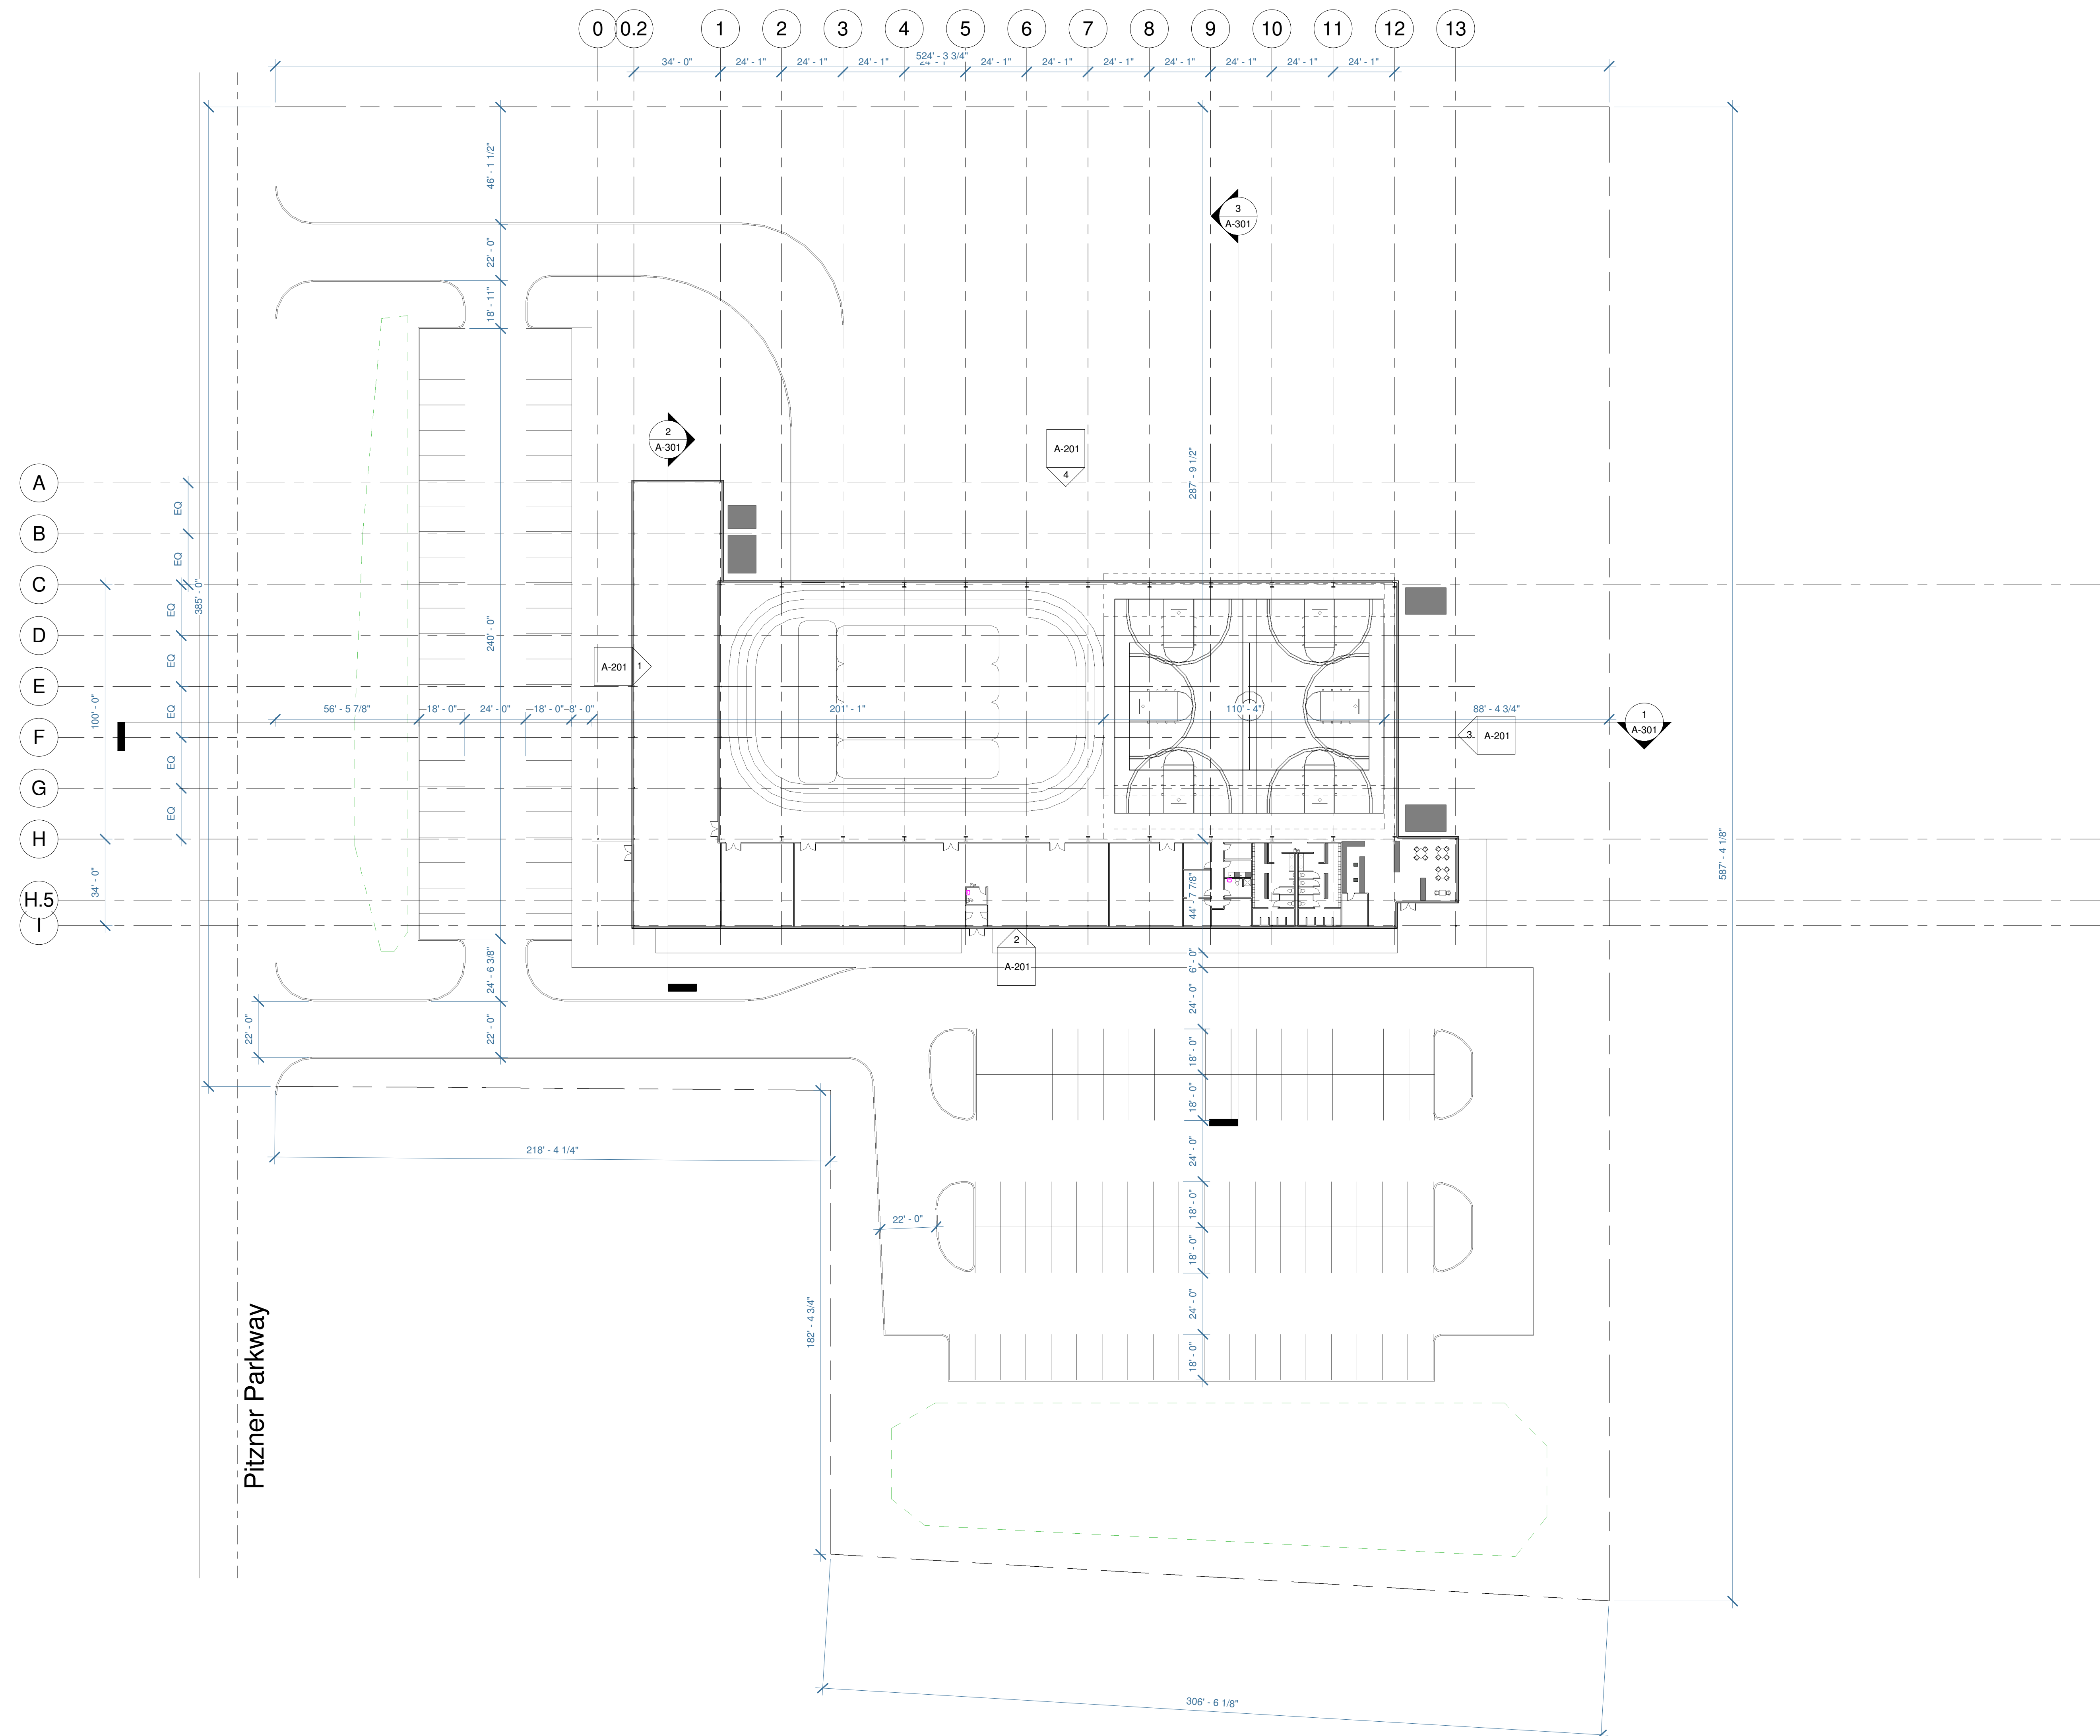 0 0.2 1 2 3 4 5 6 7 8 9 10 11 12 13
524' - 3 3/4"
34' - 0" 24' - 1" 24' - 1" 24' - 1" 24' - 1" 24' - 1" 24' - 1" 24' - 1" 24' - 1" 24' - 1" 24' - 1" 24' - 1"
46' - 1 1/2"
22' - 0"
18' - 11"
3
A-301
2
A-301
A-201
4
287' - 9 1/2"
A
EQ
B
EQ
C
385' - 0"
EQ
D
240' - 0"
EQ
A-201 1
E
100' - 0"
EQ
56' - 5 7/8" 18' - 0" 24' - 0" 18' - 0" 8' - 0" 201' - 1" 110' - 4" 88' - 4 3/4"
1
A-301
F
3 A-201
EQ
G
EQ
H
587' - 4 1/8"
34' - 0"
44' - 7 7/8"
H.5
I
2
A-201
6' - 0"
24' - 6 3/8"
24' - 0"
22' - 0"
22' - 0"
18' - 0"
18' - 0"
218' - 4 1/4"
24' - 0"
18' - 0"
22' - 0"
18' - 0"
182' - 4 3/4"
24' - 0"
18' - 0"
Pitzner Parkway
306' - 6 1/8"